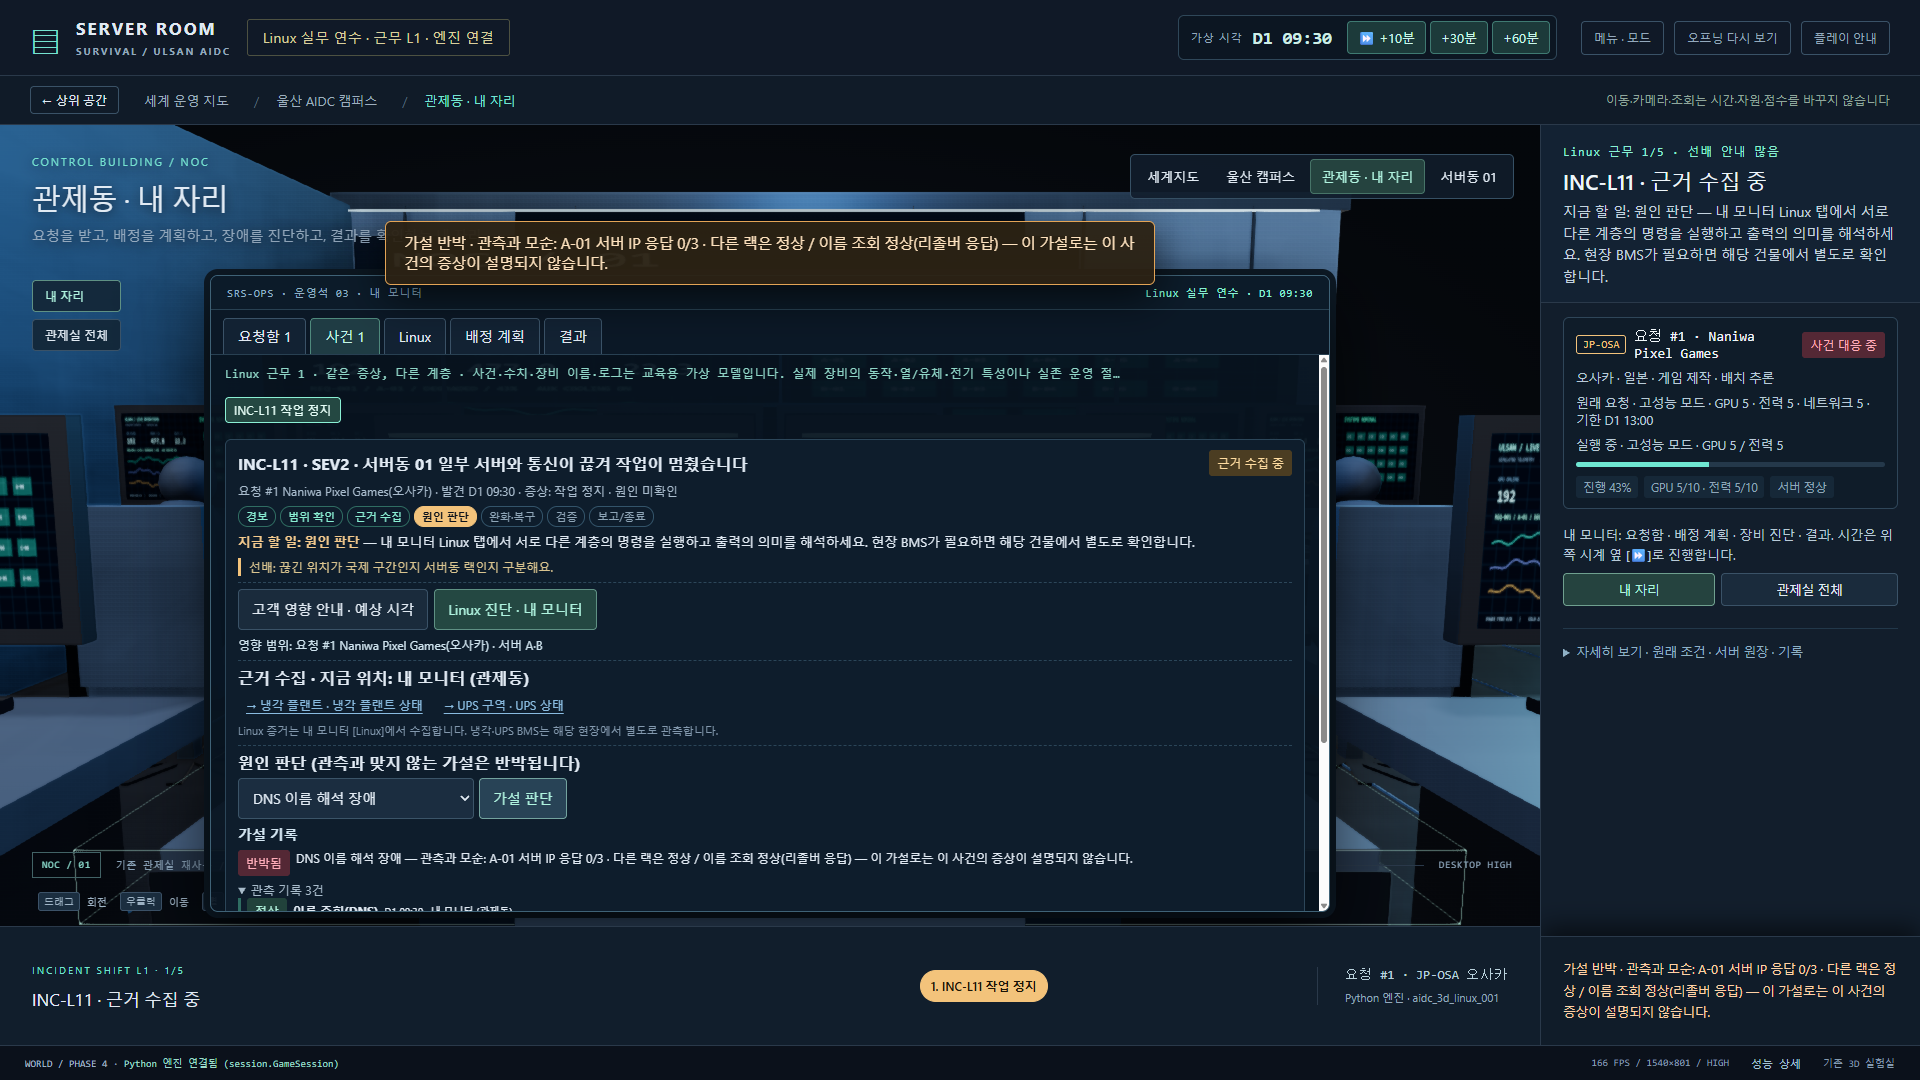 SERVER ROOM
SURVIVAL / ULSAN AIDC
Linux 실무 연수 · 근무 L1 · 엔진 연결
가상 시각 D1 09:30 ⏩ +10분 +30분 +60분
메뉴 · 모드 오프닝 다시 보기 플레이 안내
← 상위 공간 세계 운영 지도 / 울산 AIDC 캠퍼스 / 관제동 · 내 자리
이동·카메라·조회는 시간·자원·점수를 바꾸지 않습니다
CONTROL BUILDING / NOC
관제동 · 내 자리
요청을 받고, 배정을 계획하고, 장애를 진단하고, 결과를
내 자리
관제실 전체
세계지도 울산 캠퍼스 관제동 · 내 자리 서버동 01
가설 반박 · 관측과 모순: A-01 서버 IP 응답 0/3 · 다른 랙은 정상 / 이름 조회 정상(리졸버 응답) — 이 가설로는 이 사
건의 증상이 설명되지 않습니다.
SRS-OPS · 운영석 03 · 내 모니터
Linux 실무 연수 · D1 09:30
요청함 1 사건 1 Linux 배정 계획 결과
Linux 근무 1 · 같은 증상, 다른 계층 · 사건·수치·장비 이름·로그는 교육용 가상 모델입니다. 실제 장비의 동작·열/유체·전기 특성이나 실존 운영 절…
INC-L11 작업 정지
INC-L11 · SEV2 · 서버동 01 일부 서버와 통신이 끊겨 작업이 멈췄습니다
근거 수집 중
요청 #1 Naniwa Pixel Games(오사카) · 발견 D1 09:30 · 증상: 작업 정지 · 원인 미확인
경보 범위 확인 근거 수집 원인 판단 완화·복구 검증 보고/종료
지금 할 일: 원인 판단 — 내 모니터 Linux 탭에서 서로 다른 계층의 명령을 실행하고 출력의 의미를 해석하세요. 현장 BMS가 필요하면 해당 건물에서 별도로 확인합니다.
선배: 끊긴 위치가 국제 구간인지 서버동 랙인지 구분해요.
고객 영향 안내 · 예상 시각 Linux 진단 · 내 모니터
영향 범위: 요청 #1 Naniwa Pixel Games(오사카) · 서버 A·B
근거 수집 · 지금 위치: 내 모니터 (관제동)
→ 냉각 플랜트 · 냉각 플랜트 상태 → UPS 구역 · UPS 상태
Linux 증거는 내 모니터 [Linux]에서 수집합니다. 냉각·UPS BMS는 해당 현장에서 별도로 관측합니다.
원인 판단 (관측과 맞지 않는 가설은 반박됩니다)
DNS 이름 해석 장애 가설 판단
가설 기록
반박됨 DNS 이름 해석 장애 — 관측과 모순: A-01 서버 IP 응답 0/3 · 다른 랙은 정상 / 이름 조회 정상(리졸버 응답) — 이 가설로는 이 사건의 증상이 설명되지 않습니다.
▼ 관측 기록 3건
정상 이름 조회(DNS) D1 09:30 · 내 모니터 (관제동)
NOC / 01 기존 관제실 재사
드래그 회전 우클릭 이동
DESKTOP HIGH
ULSAN / LIVE
192
Linux 근무 1/5 · 선배 안내 많음
INC-L11 · 근거 수집 중
지금 할 일: 원인 판단 — 내 모니터 Linux 탭에서 서로
다른 계층의 명령을 실행하고 출력의 의미를 해석하세
요. 현장 BMS가 필요하면 해당 건물에서 별도로 확인
합니다.
JP-OSA 요청 #1 · Naniwa
Pixel Games
사건 대응 중
오사카 · 일본 · 게임 제작 · 배치 추론
원래 요청 · 고성능 모드 · GPU 5 · 전력 5 · 네트워크 5 ·
기한 D1 13:00
실행 중 · 고성능 모드 · GPU 5 / 전력 5
진행 43% GPU 5/10 · 전력 5/10 서버 정상
내 모니터: 요청함 · 배정 계획 · 장비 진단 · 결과. 시간은 위
쪽 시계 옆 [⏩]로 진행합니다.
내 자리 관제실 전체
▶ 자세히 보기 · 원래 조건 · 서버 원장 · 기록
가설 반박 · 관측과 모순: A-01 서버 IP 응답 0/3 · 다른 랙은 정
상 / 이름 조회 정상(리졸버 응답) — 이 가설로는 이 사건의
증상이 설명되지 않습니다.
INCIDENT SHIFT L1 · 1/5
INC-L11 · 근거 수집 중
1. INC-L11 작업 정지
요청 #1 · JP-OSA 오사카
Python 엔진 · aidc_3d_linux_001
WORLD / PHASE 4 · Python 엔진 연결됨 (session.GameSession)
166 FPS / 1540×801 / HIGH 성능 상세 기존 3D 실험실